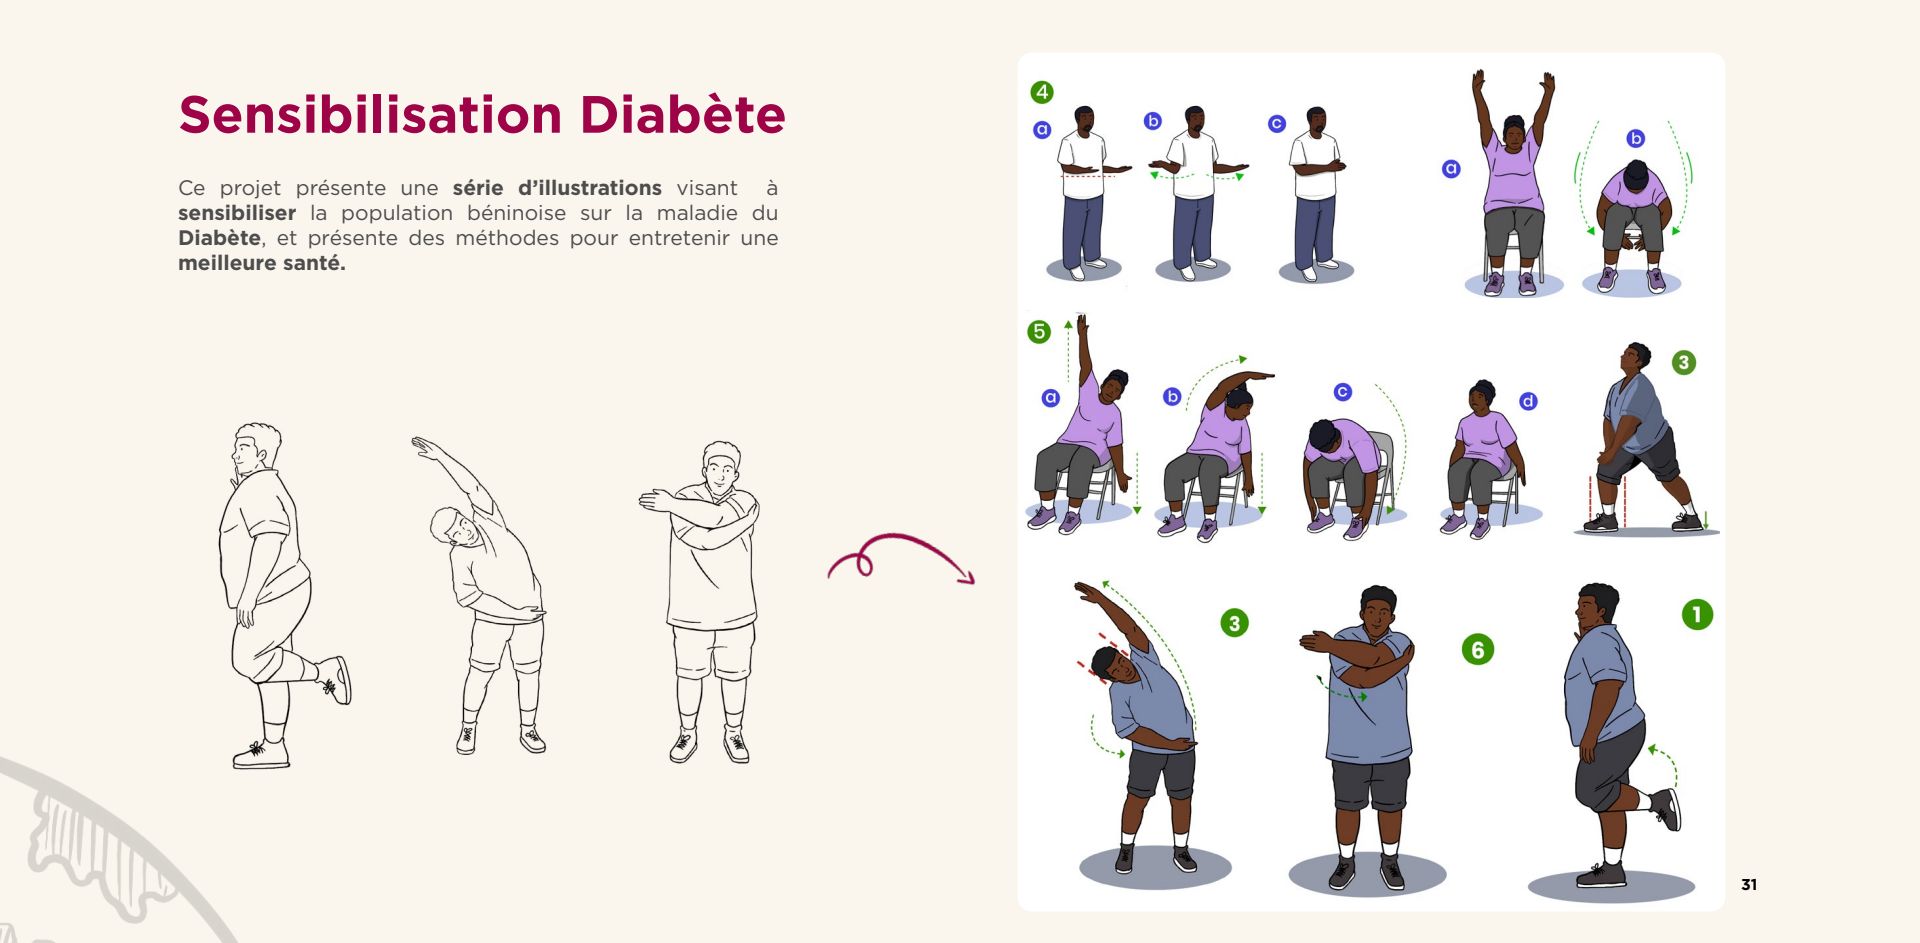 Sensibilisation Diabète
Ce projet présente une série d’illustrations visant à
sensibiliser la population béninoise sur la maladie du
Diabète, et présente des méthodes pour entretenir une
meilleure santé.
4
a
b
c
a
b
5
a
b
c
d
3
3
6
1
31